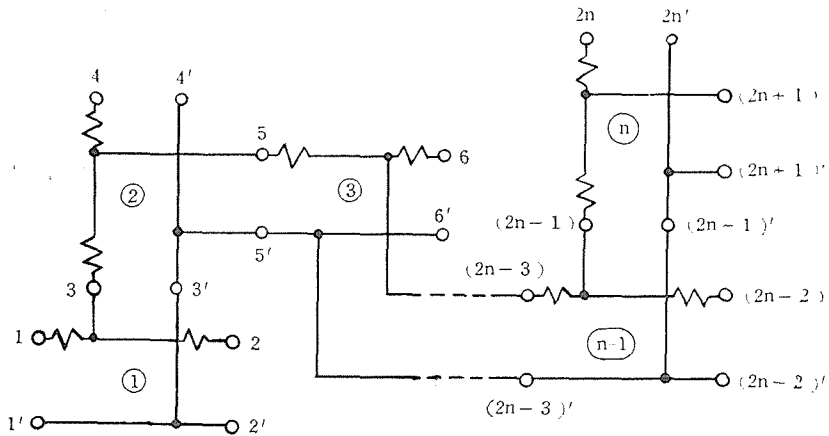 2n 2n′
4 4′
(2n + 1)
n
5
6
3
2
(2n+1)′
6′
(2n−1) (2n−1)′
5′
(2n−3)
3 3′
(2n−2)
1 2
n-1
1
(2n−2)′
(2n−3)′
1′ 2′